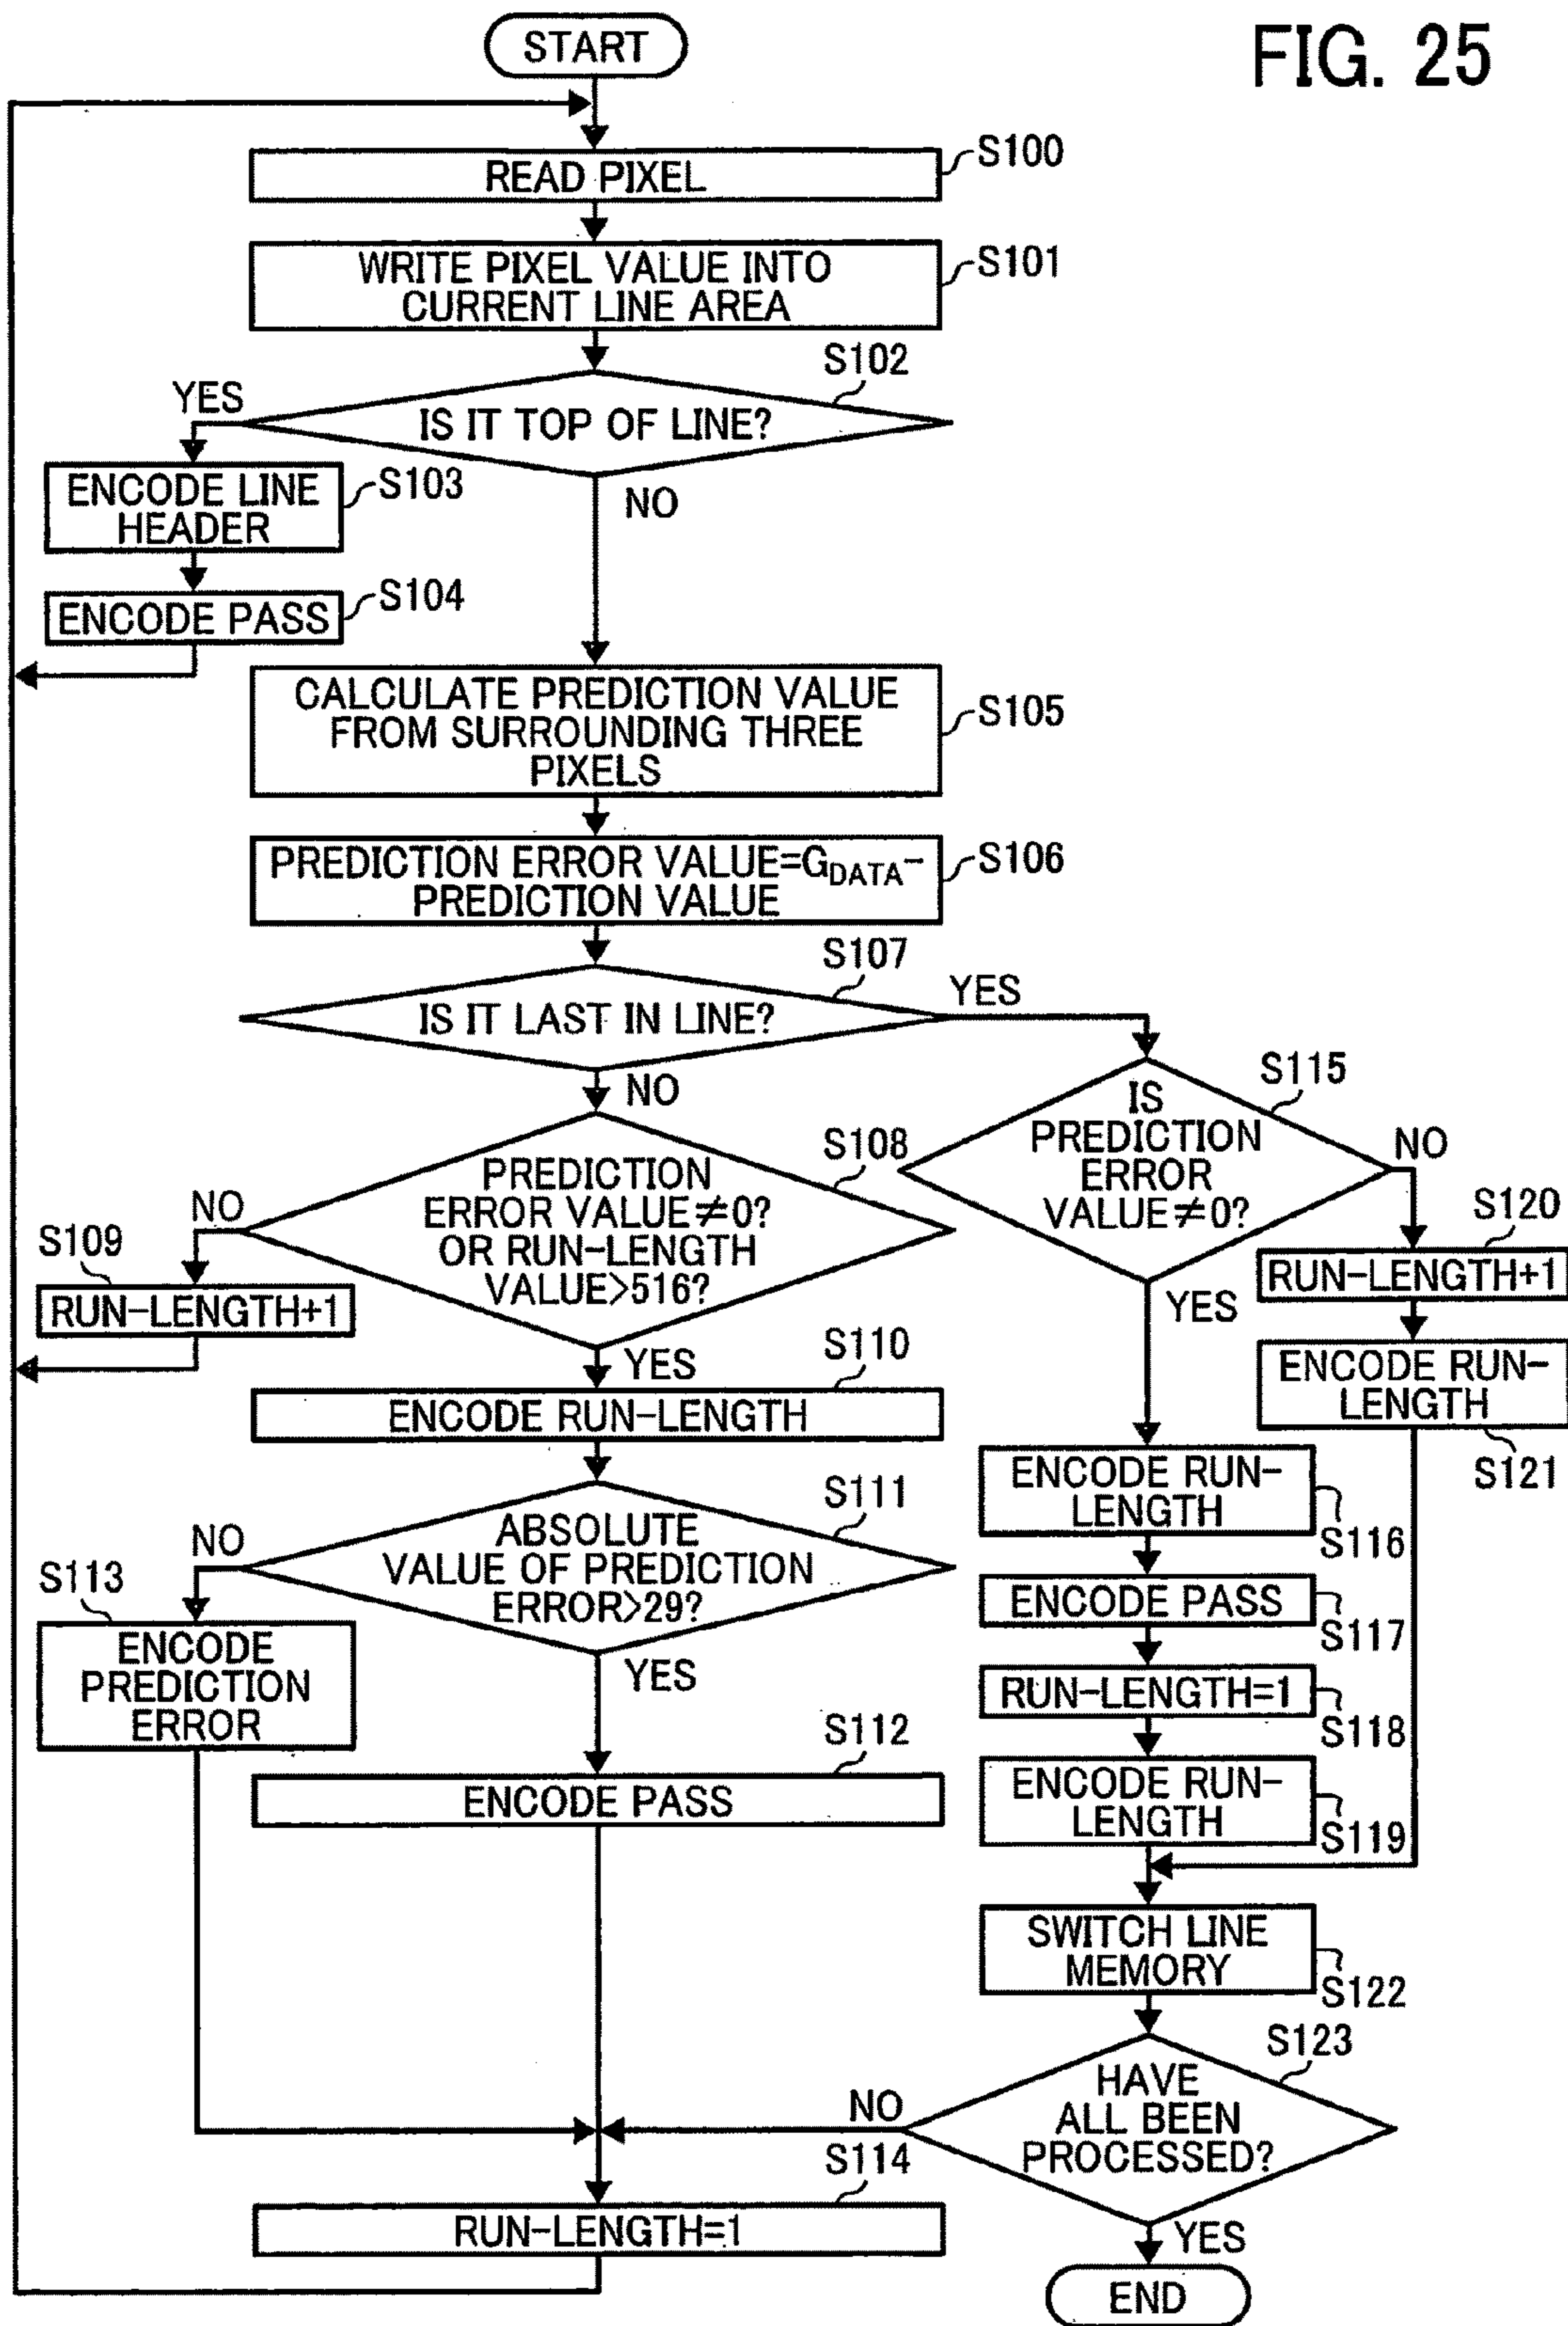 FIG. 25
START
READ PIXEL
S100
WRITE PIXEL VALUE INTO
CURRENT LINE AREA
S101
S102
YES
IS IT TOP OF LINE?
NO
ENCODE LINE
HEADER
S103
ENCODE PASS
S104
CALCULATE PREDICTION VALUE
FROM SURROUNDING THREE
PIXELS
S105
PREDICTION ERROR VALUE=GDATA-
PREDICTION VALUE
S106
S107
YES
IS IT LAST IN LINE?
NO
S108
PREDICTION
ERROR VALUE≠0?
OR RUN-LENGTH
VALUE>516?
NO
S109
RUN-LENGTH+1
YES
S110
ENCODE RUN-LENGTH
S111
ABSOLUTE
VALUE OF PREDICTION
ERROR>29?
NO
S113
ENCODE
PREDICTION
ERROR
YES
S112
ENCODE PASS
S115
IS
PREDICTION
ERROR
VALUE≠0?
NO
S120
RUN-LENGTH+1
ENCODE RUN-
LENGTH
S121
YES
ENCODE RUN-
LENGTH
S116
ENCODE PASS
S117
RUN-LENGTH=1
S118
ENCODE RUN-
LENGTH
S119
SWITCH LINE
MEMORY
S122
S123
HAVE
ALL BEEN
PROCESSED?
NO
S114
RUN-LENGTH=1
YES
END